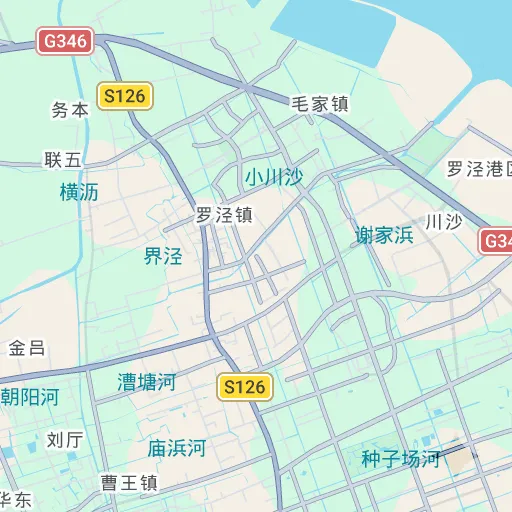 G346
S126
务本
毛家镇
联五
罗泾港区
横沥
小川沙
罗泾镇
川沙
谢家浜
界泾
金吕
漕塘河
S126
朝阳河
刘厅
庙浜河
种子场河
曹王镇
华东